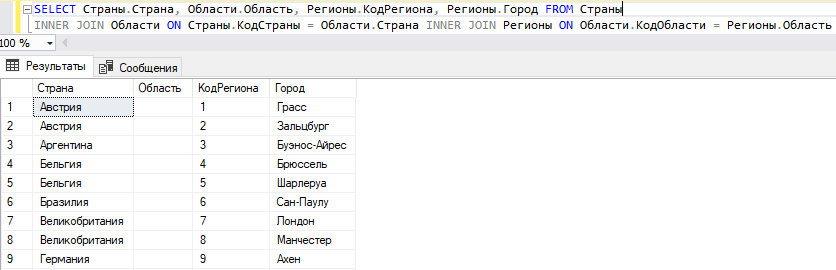 SELECT Страны.Страна, Области.Область, Регионы.КодРегиона, Регионы.Город FROM Страны
INNER JOIN Области ON Страны.КодСтраны = Области.Страна INNER JOIN Регионы ON Области.КодОбласти = Регионы.Область
100 %
Результаты Сообщения
Страна Область КодРегиона Город
1 Австрия 1 Грасс
2 Австрия 2 Зальцбург
3 Аргентина 3 Буэнос-Айрес
4 Бельгия 4 Брюссель
5 Бельгия 5 Шарлеруа
6 Бразилия 6 Сан-Паулу
7 Великобритания 7 Лондон
8 Великобритания 8 Манчестер
9 Германия 9 Ахен